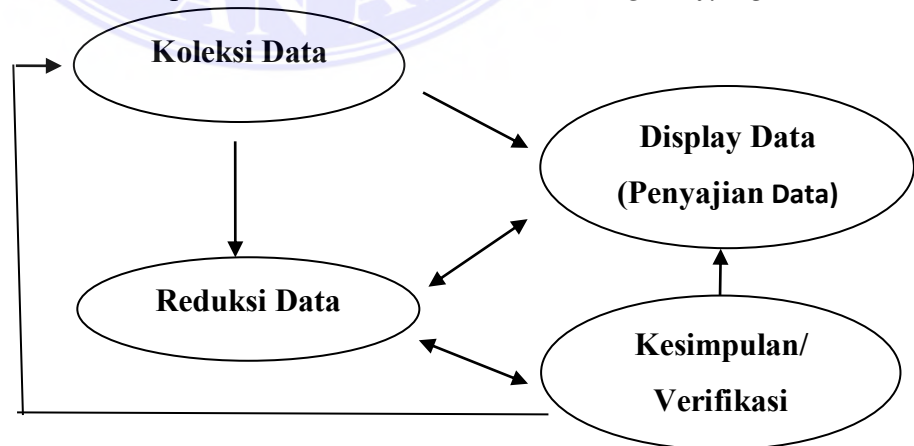 Koleksi Data
Display Data
(Penyajian Data)
Reduksi Data
Kesimpulan/
Verifikasi